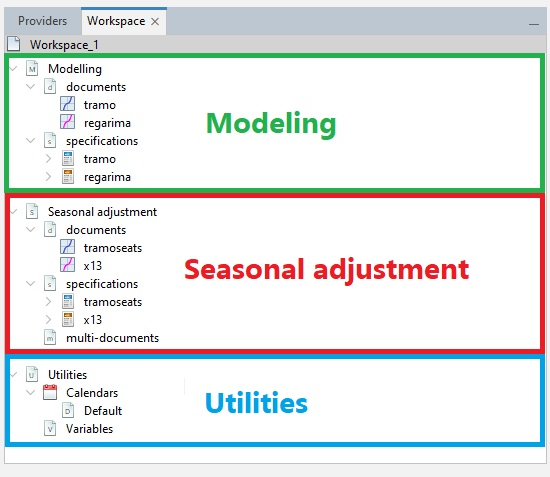 Providers Workspace
Workspace_1
M Modelling
d documents
tramo
Modeling
regarima
s specifications
tramo
regarima
S Seasonal adjustment
d documents
tramoseats
x13
Seasonal adjustment
s specifications
tramoseats
x13
m multi-documents
U Utilities
Calendars
Utilities
D Default
V Variables